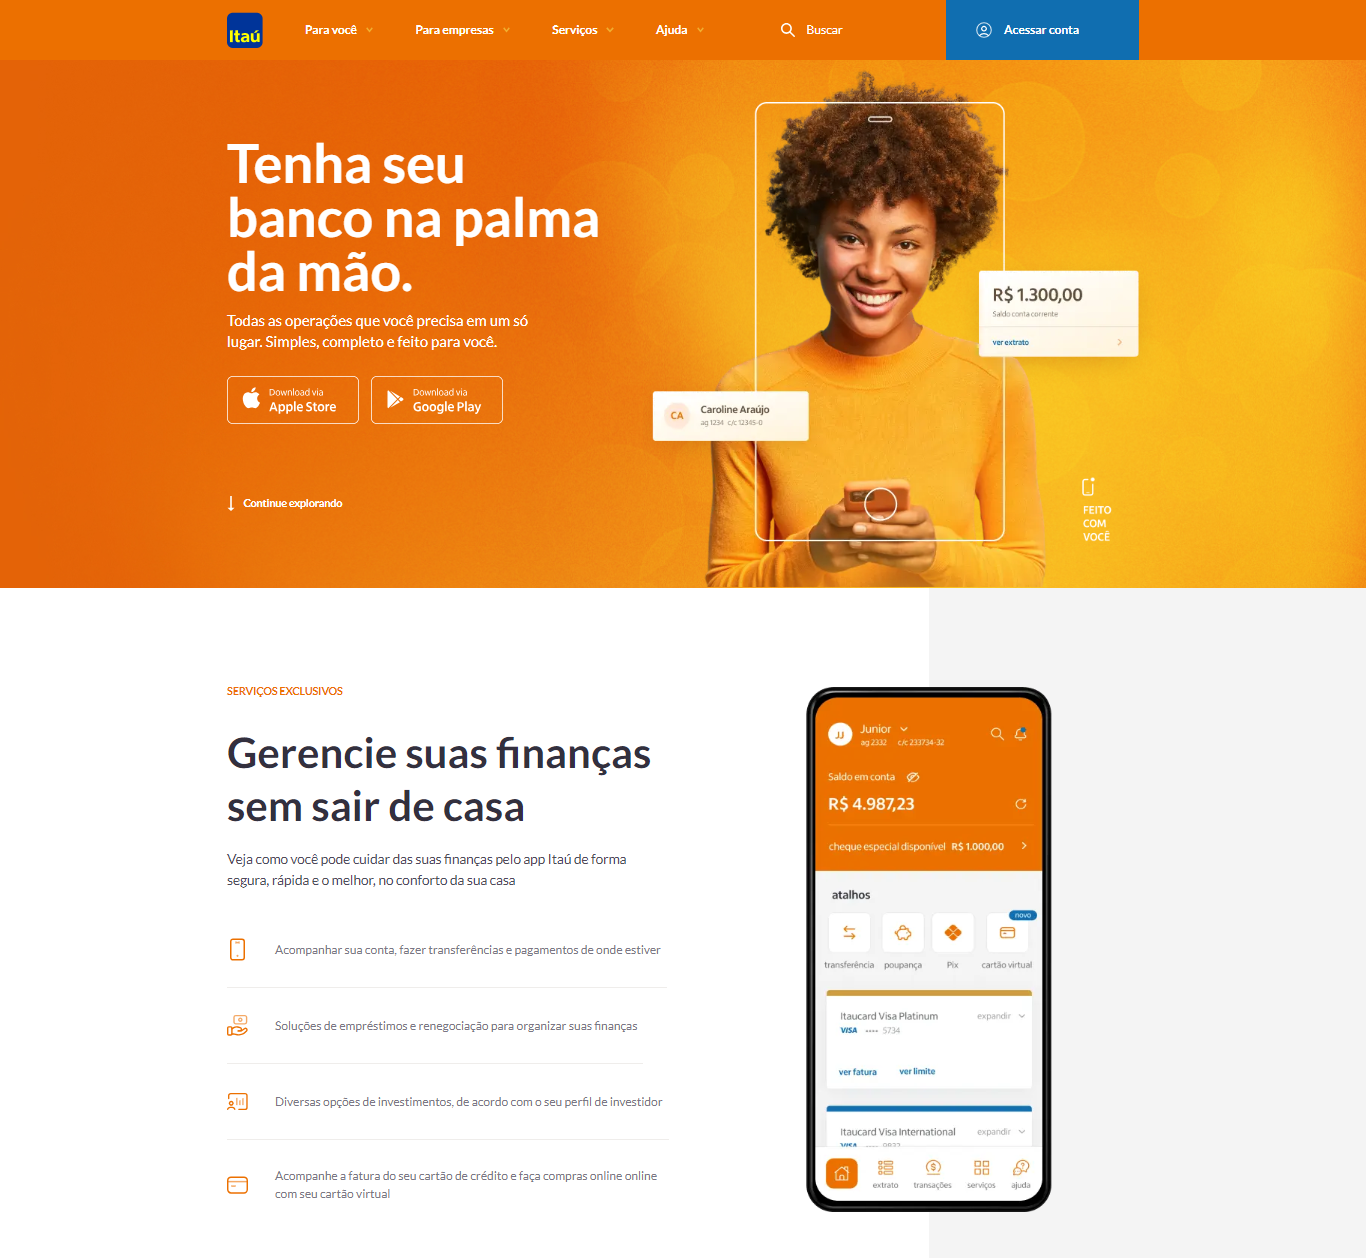 Itaú
Para você
Para empresas
Serviços
Ajuda
Buscar
Acessar conta
Tenha seu
banco na palma
da mão.
Todas as operações que você precisa em um só
lugar. Simples, completo e feito para você.
Download via
Apple Store
Download via
Google Play
Continue explorando
R$ 1.300,00
Saldo conta corrente
ver extrato
CA
Caroline Araújo
ag 1234 c/c 12345-0
FEITO
COM
VOCÊ
SERVIÇOS EXCLUSIVOS
Gerencie suas finanças
sem sair de casa
Veja como você pode cuidar das suas finanças pelo app Itaú de forma
segura, rápida e o melhor, no conforto da sua casa
Acompanhar sua conta, fazer transferências e pagamentos de onde estiver
Soluções de empréstimos e renegociação para organizar suas finanças
Diversas opções de investimentos, de acordo com o seu perfil de investidor
Acompanhe a fatura do seu cartão de crédito e faça compras online online
com seu cartão virtual
JJ
Junior
ag 2332 c/c 233734-32
Saldo em conta
R$ 4.987,23
cheque especial disponível R$ 1.000,00
atalhos
novo
transferência
poupança
Pix
cartão virtual
Itaucard Visa Platinum
expandir
VISA •••• 5734
ver fatura
ver limite
Itaucard Visa International
expandir
VISA •••• 9832
extrato
transações
serviços
ajuda